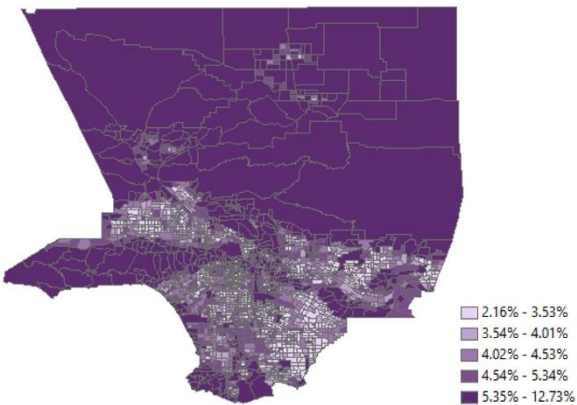 2.16% - 3.53%
3.54% - 4.01%
4.02% - 4.53%
4.54% - 5.34%
5.35% - 12.73%